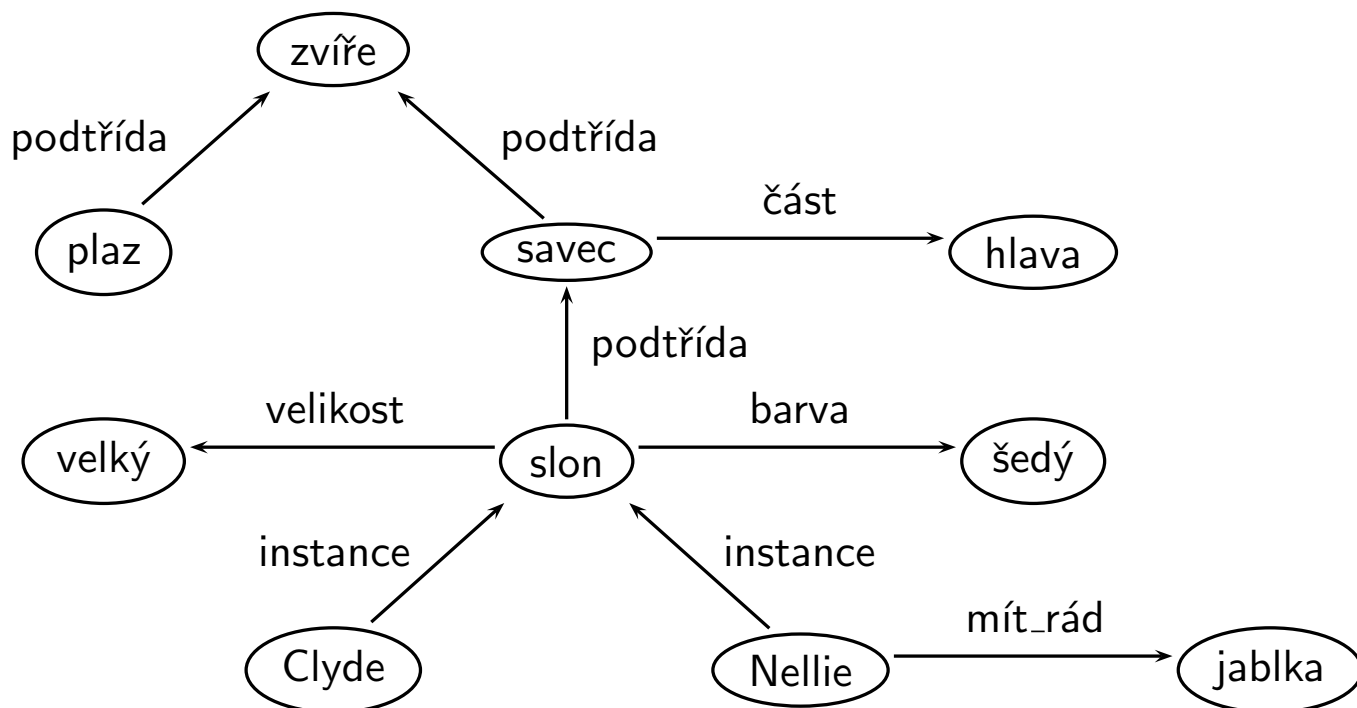 zvíře
podtřída podtřída
část
plaz savec hlava
podtřída
velikost barva
velký slon šedý
instance instance
mít_rád
Clyde Nellie jablka